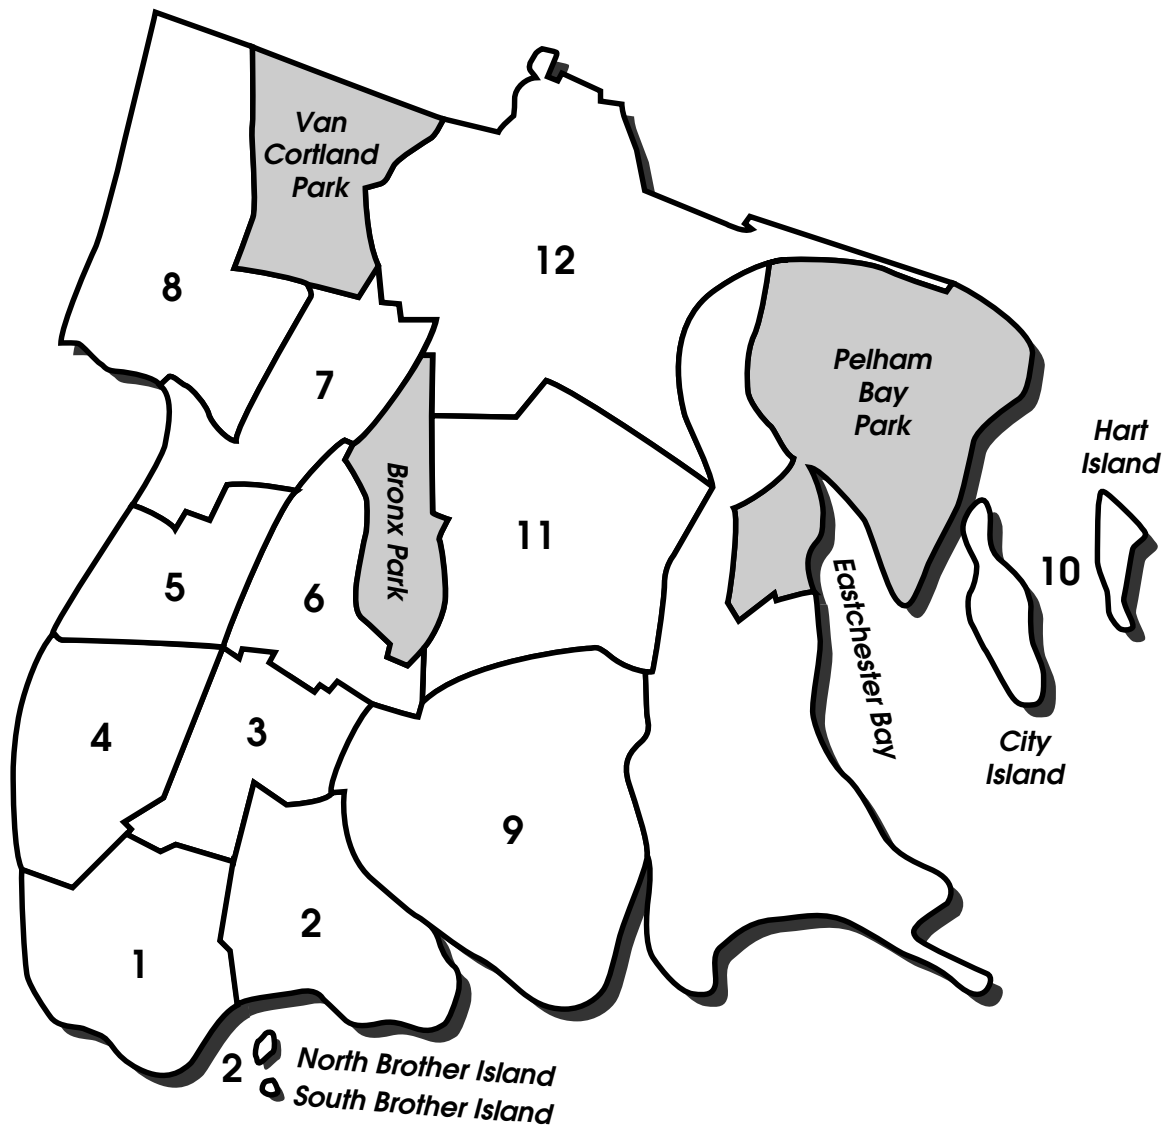 Van
Cortland
Park
12
8
Pelham
Bay
Park
7
Hart
Island
Bronx Park
11
10
5
6
Eastchester Bay
4
3
City
Island
9
2
1
2
North Brother Island
South Brother Island